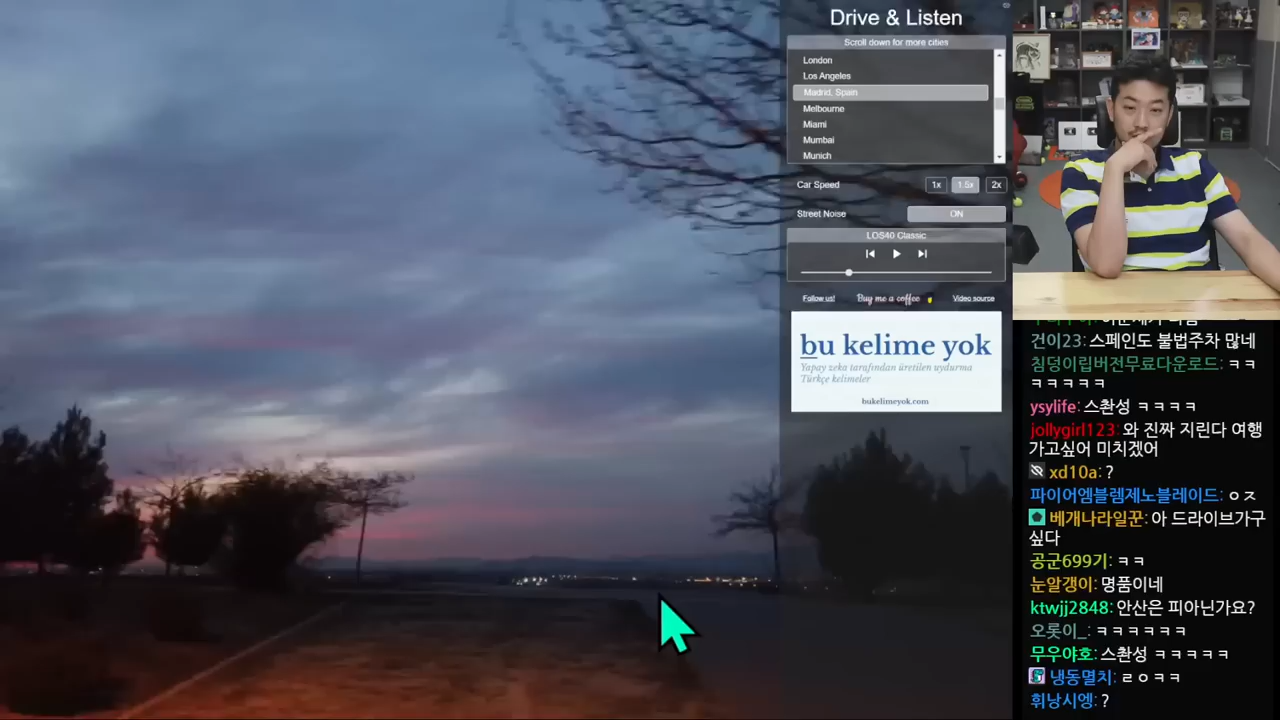 Drive & Listen
Scroll down for more cities
London
Los Angeles
Madrid, Spain
Melbourne
Miami
Mumbai
Munich
Car Speed
1x
1.5x
2x
Street Noise
ON
LOS40 Classic
Follow us!
Buy me a coffee
Video source
bu kelime yok
Yapay zeka tarafından üretilen uydurma
Türkçe kelimeler
bukelimeyok.com
건이23: 스페인도 불법주차 많네
침덩이립버전무료다운로드: ㅋㅋ
ㅋㅋㅋㅋㅋ
ysylife: 스촨성 ㅋㅋㅋㅋ
jollygirl123: 와 진짜 지린다 여행
가고싶어 미치겠어
xd10a: ?
파이어엠블렘제노블레이드: ㅇㅈ
베개나라일꾼: 아 드라이브가구
싶다
공군699기: ㅋㅋ
눈알갱이: 명품이네
ktwjj2848: 안산은 피아닌가요?
오롯이_: ㅋㅋㅋㅋㅋㅋ
무우야호: 스촨성 ㅋㅋㅋㅋㅋ
냉동멸치: ㄹㅇㅋㅋ
휘낭시엥: ?